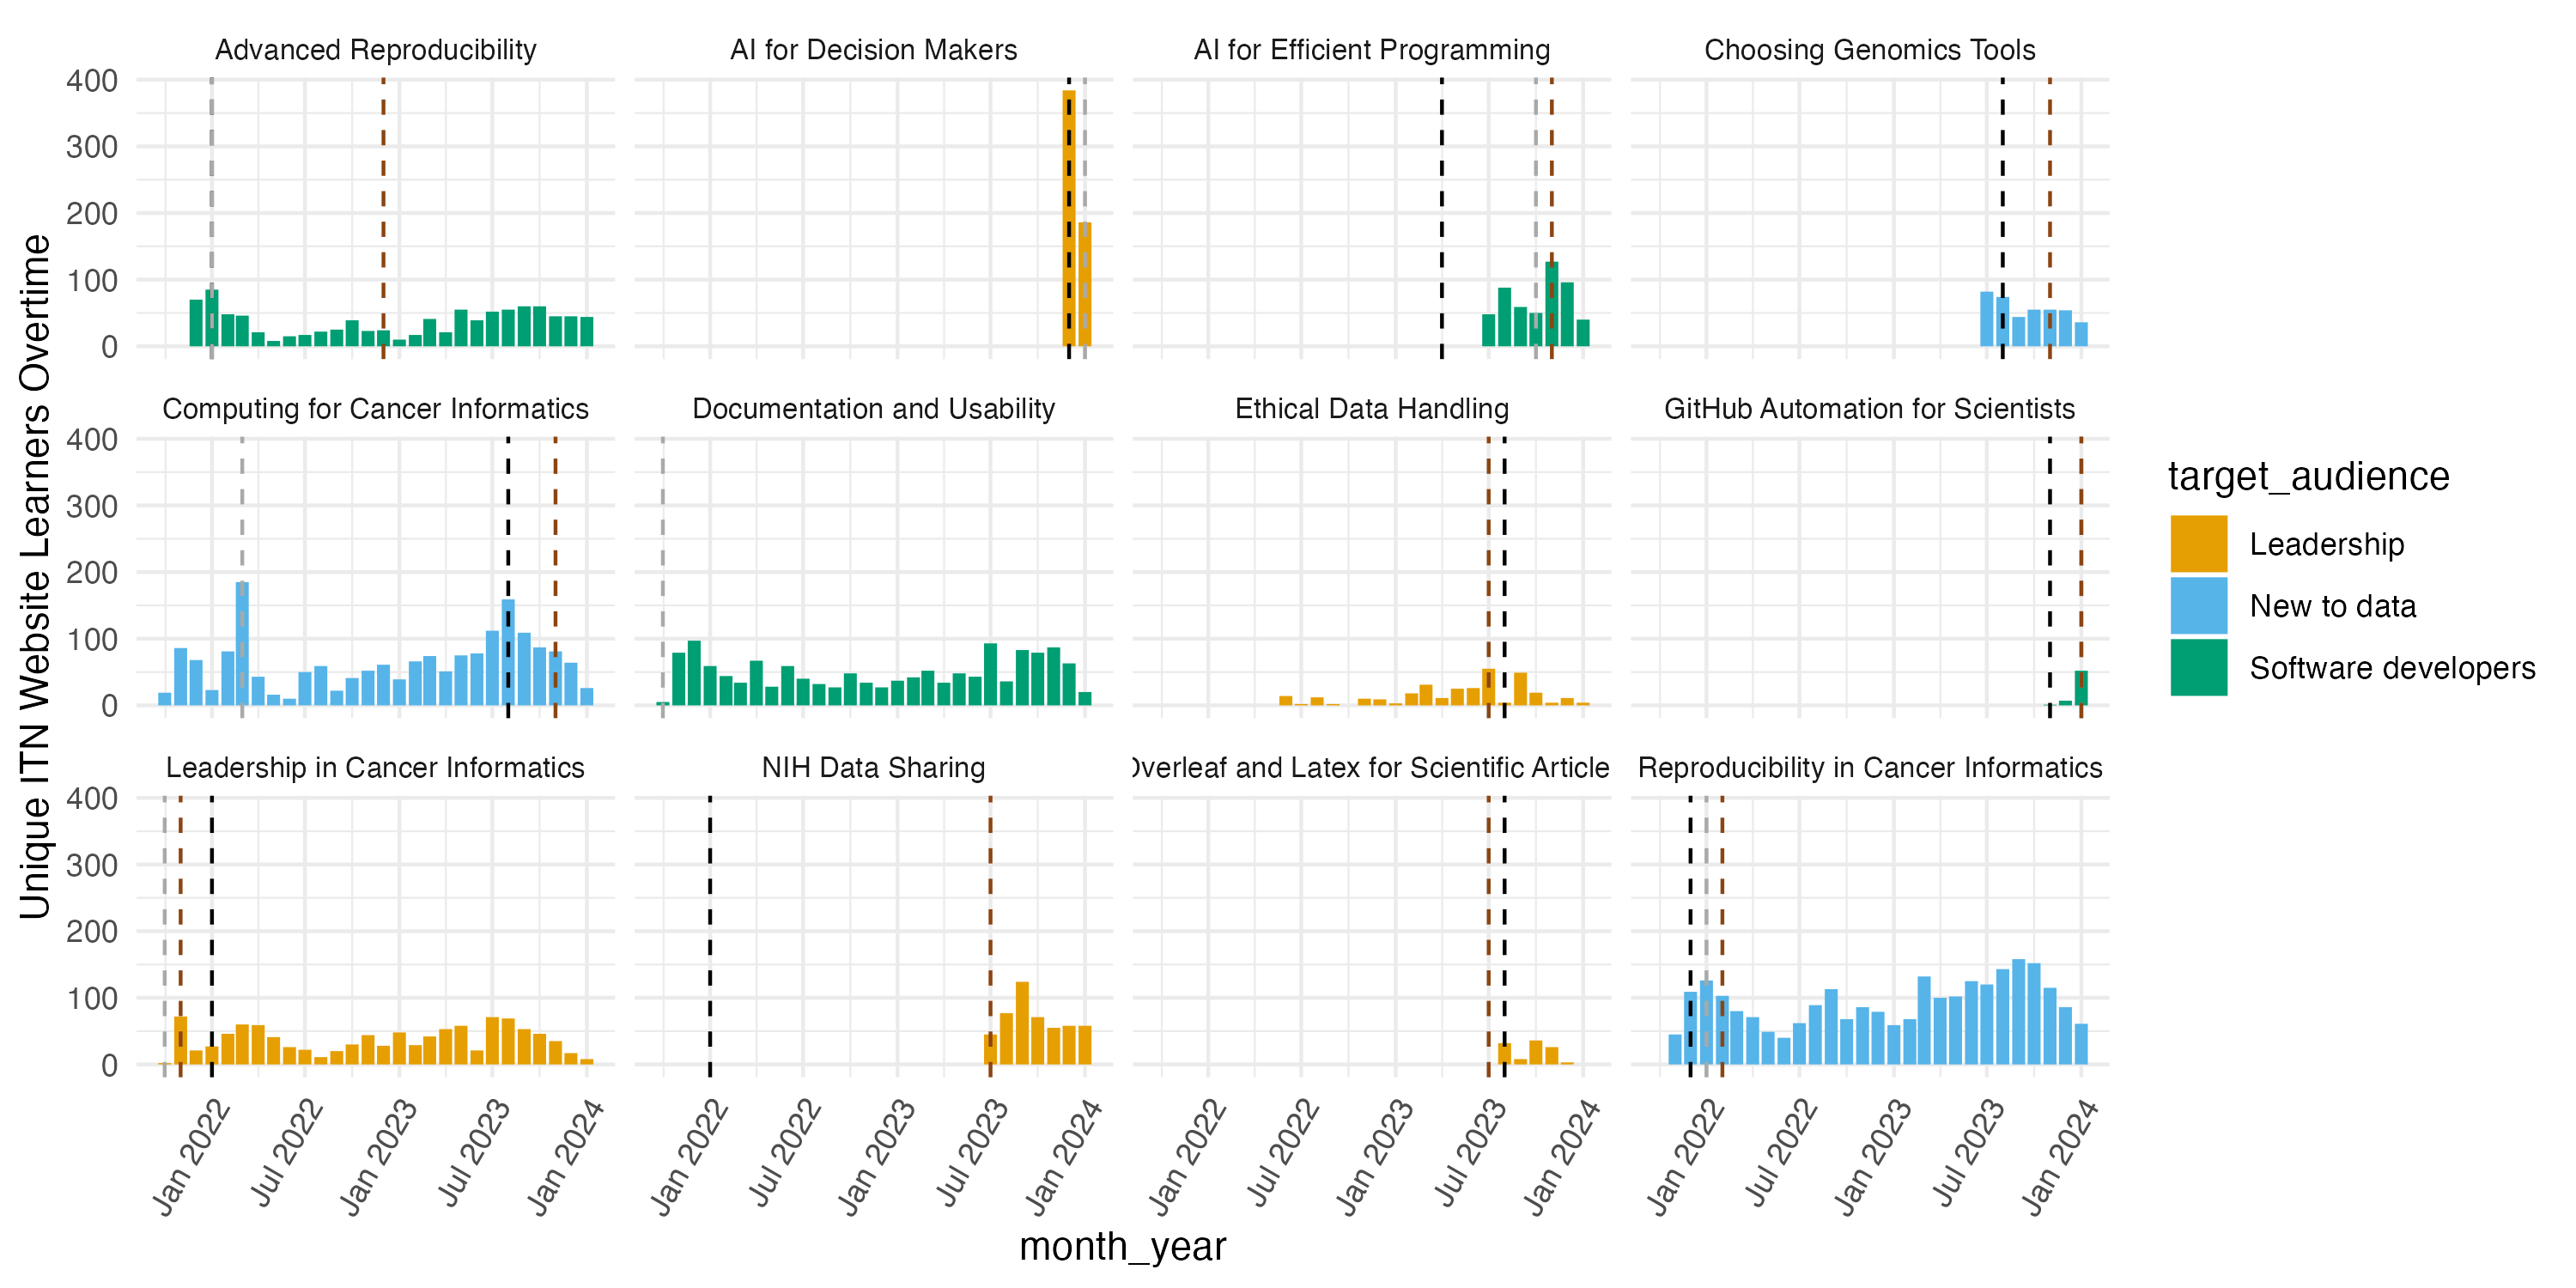 Advanced Reproducibility
AI for Decision Makers
AI for Efficient Programming
Choosing Genomics Tools
400
300
200
100
0
Computing for Cancer Informatics
Documentation and Usability
Ethical Data Handling
GitHub Automation for Scientists
400
300
200
100
0
Leadership in Cancer Informatics
NIH Data Sharing
Overleaf and Latex for Scientific Article
Reproducibility in Cancer Informatics
400
300
200
100
0
Jan 2022
Jul 2022
Jan 2023
Jul 2023
Jan 2024
Jan 2022
Jul 2022
Jan 2023
Jul 2023
Jan 2024
Jan 2022
Jul 2022
Jan 2023
Jul 2023
Jan 2024
Jan 2022
Jul 2022
Jan 2023
Jul 2023
Jan 2024
month_year
Unique ITN Website Learners Overtime
target_audience
Leadership
New to data
Software developers